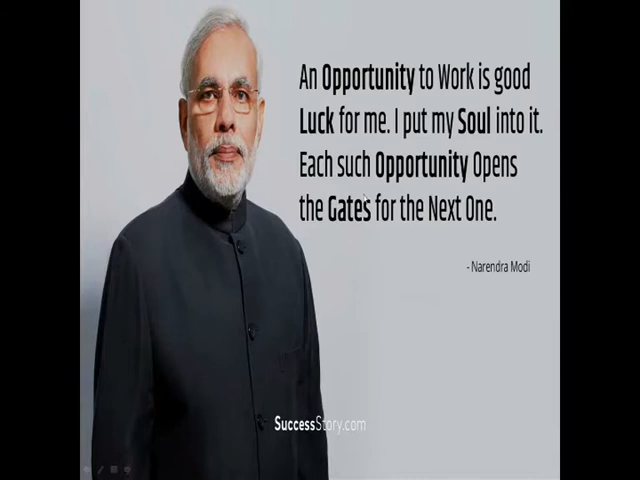 An Opportunity to Work is good
Luck for me. I put my Soul into it.
Each such Opportunity Opens
the Gates for the Next One.
- Narendra Modi
SuccessStory.com